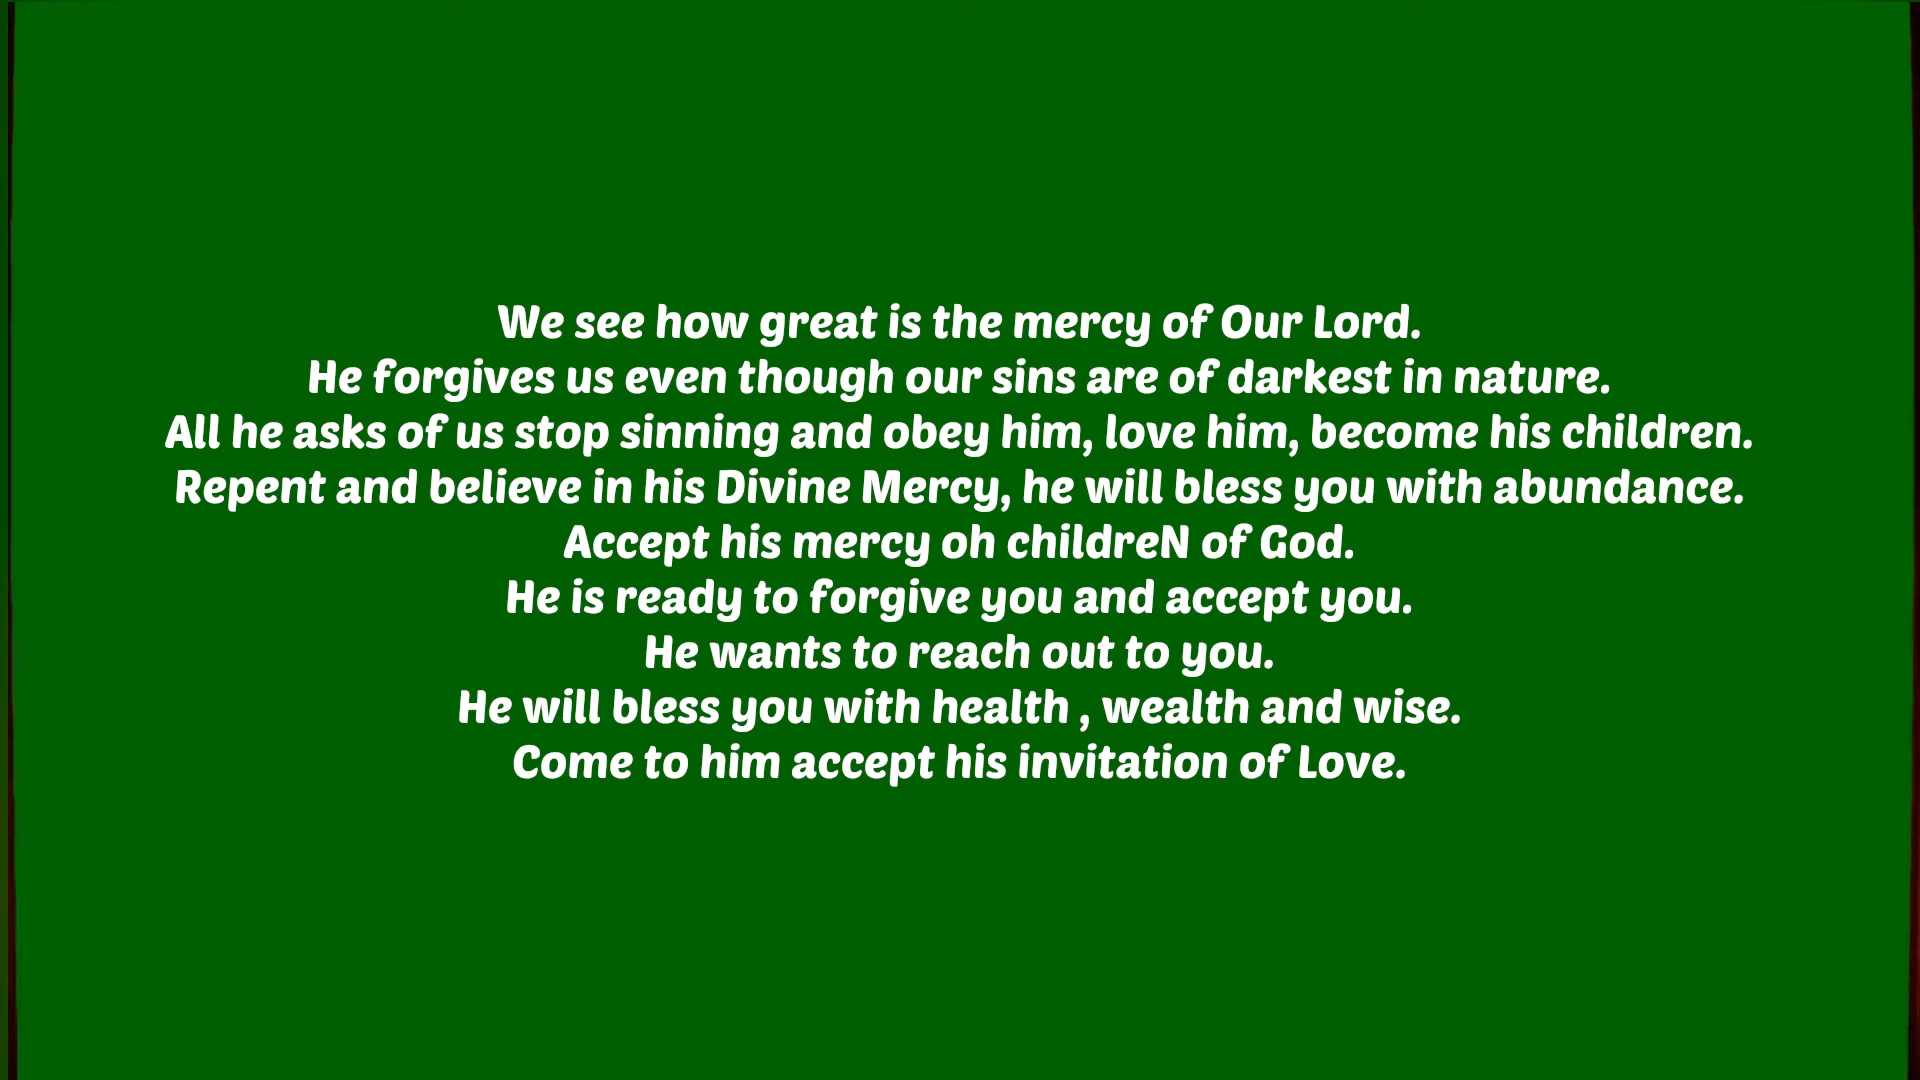 We see how great is the mercy of Our Lord.
He forgives us even though our sins are of darkest in nature.
All he asks of us stop sinning and obey him, love him, become his children.
Repent and believe in his Divine Mercy, he will bless you with abundance.
Accept his mercy oh childreN of God.
He is ready to forgive you and accept you.
He wants to reach out to you.
He will bless you with health , wealth and wise.
Come to him accept his invitation of Love.